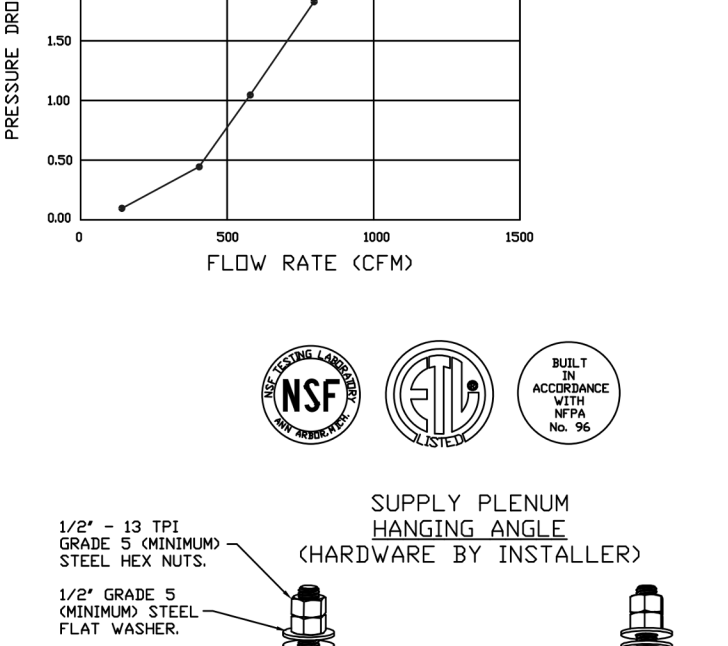 PRESSURE
1.50
1.00
0.50
0.00
0
500
1000
1500
FLOW RATE (CFM)
NSF TESTING LABORATORY
NSF
ANN ARBOR, MICH.
ETL
LISTED
BUILT
IN
ACCORDANCE
WITH
NFPA
No. 96
SUPPLY PLENUM
HANGING ANGLE
(HARDWARE BY INSTALLER)
1/2" - 13 TPI
GRADE 5 (MINIMUM)
STEEL HEX NUTS.
1/2" GRADE 5
(MINIMUM) STEEL
FLAT WASHER.